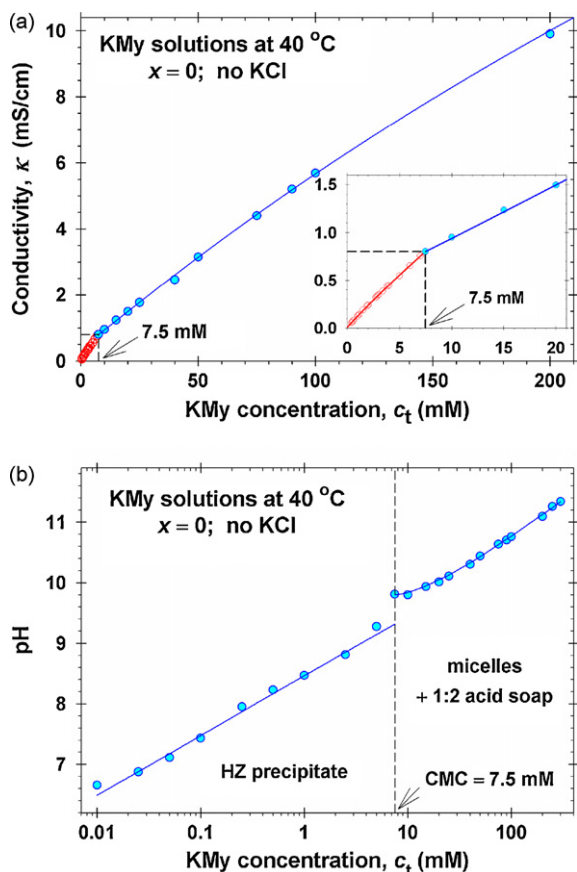 (a)
KMy solutions at 40 °C
x = 0; no KCl
Conductivity, κ (mS/cm)
10
8
6
4
2
0
7.5 mM
1.5
1.0
0.5
0.0
7.5 mM
0 5 10 15 20
0 50 100 150 200
KMy concentration, ct (mM)
(b)
KMy solutions at 40 °C
x = 0; no KCl
pH
11
10
9
8
7
micelles
+ 1:2 acid soap
HZ precipitate
CMC = 7.5 mM
0.01 0.1 1 10 100
KMy concentration, ct (mM)